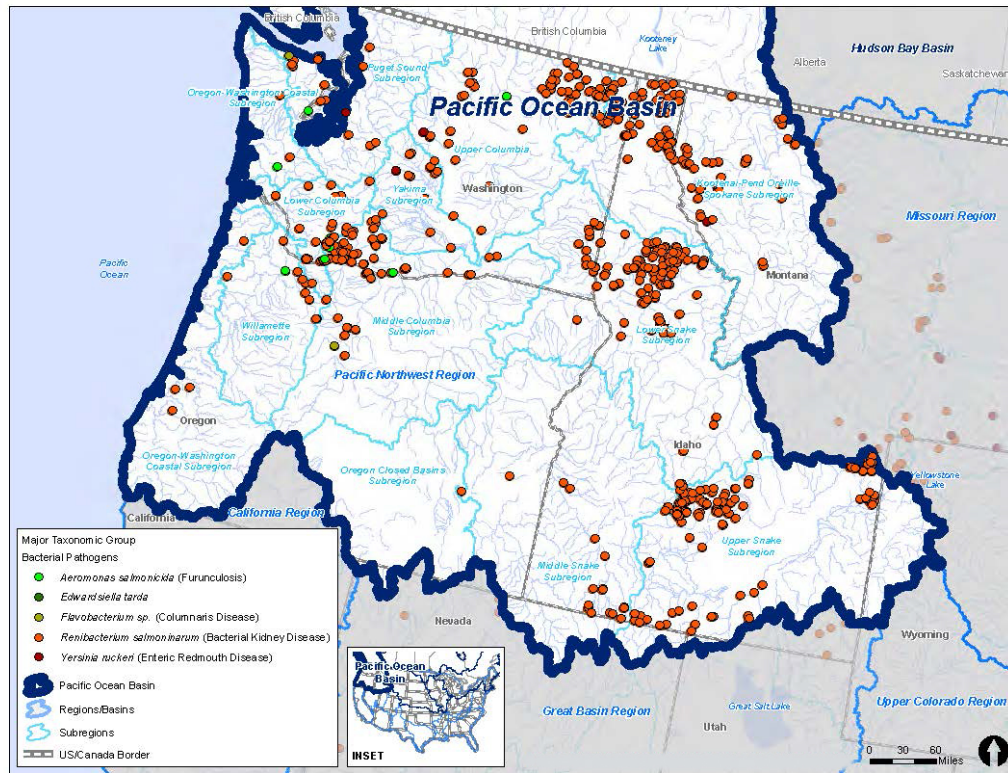 British Columbia
British Columbia
Kootenay
Lake
Hudson Bay Basin
Alberta
Saskatchewan
Puget Sound
Subregion
Oregon-Washington Coastal
Subregion
Pacific Ocean Basin
Upper Columbia
Washington
Yakima
Subregion
Kootenai-Pend Oreille-
Spokane Subregion
Lower Columbia
Subregion
Missouri Region
Pacific
Ocean
Montana
Willamette
Subregion
Middle Columbia
Subregion
Lower Snake
Subregion
Pacific Northwest Region
Oregon
Idaho
Oregon-Washington
Coastal Subregion
Oregon Closed Basins
Subregion
Yellowstone
Lake
California
California Region
Upper Snake
Subregion
Middle Snake
Subregion
Nevada
Wyoming
Great Basin Region
Great Salt Lake
Upper Colorado Region
Utah
Major Taxonomic Group
Bacterial Pathogens
Aeromonas salmonicida (Furunculosis)
Edwardsiella tarda
Flavobacterium sp. (Columnaris Disease)
Renibacterium salmoninarum (Bacterial Kidney Disease)
Yersinia ruckeri (Enteric Redmouth Disease)
Pacific Ocean Basin
Regions/Basins
Subregions
US/Canada Border
Pacific Ocean
Basin
INSET
0 30 60
Miles